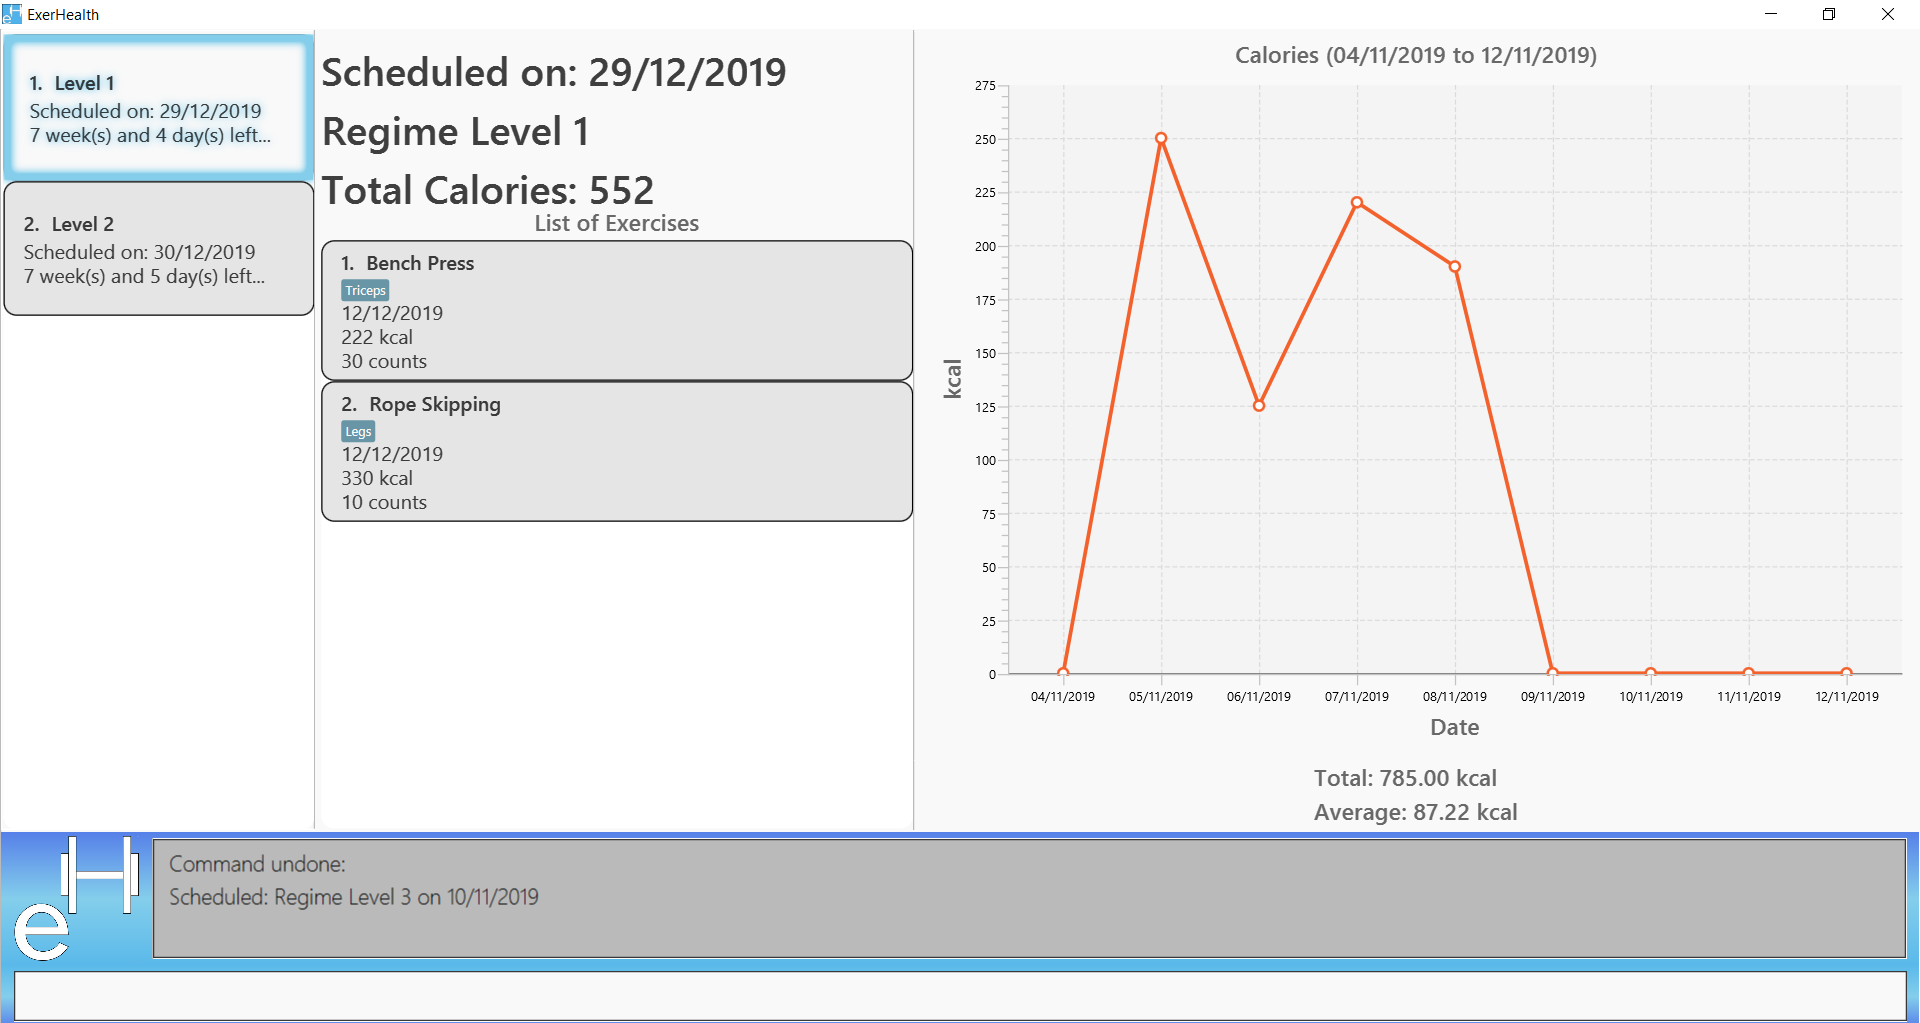 ExerHealth
1. Level 1
Scheduled on: 29/12/2019
7 week(s) and 4 day(s) left...
2. Level 2
Scheduled on: 30/12/2019
7 week(s) and 5 day(s) left...
Scheduled on: 29/12/2019
Regime Level 1
Total Calories: 552
List of Exercises
1. Bench Press
Triceps
12/12/2019
222 kcal
30 counts
2. Rope Skipping
Legs
12/12/2019
330 kcal
10 counts
Calories (04/11/2019 to 12/11/2019)
275
250
225
200
175
150
125
100
75
50
25
0
kcal
04/11/2019 05/11/2019 06/11/2019 07/11/2019 08/11/2019 09/11/2019 10/11/2019 11/11/2019 12/11/2019
Date
Total: 785.00 kcal
Average: 87.22 kcal
eH
Command undone:
Scheduled: Regime Level 3 on 10/11/2019